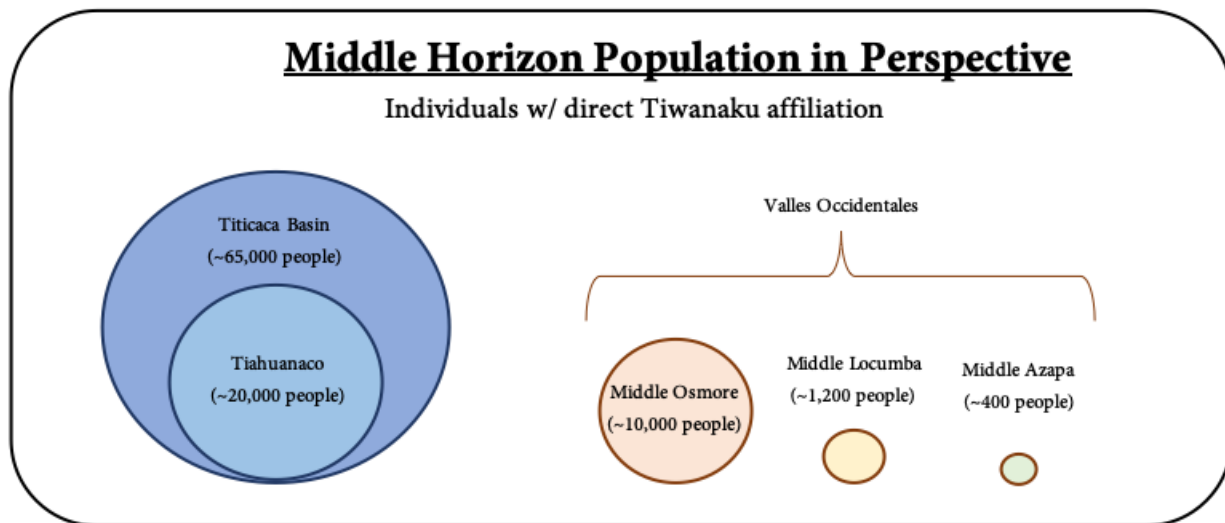 Middle Horizon Population in Perspective
Individuals w/ direct Tiwanaku affiliation
Titicaca Basin
(~65,000 people)
Tiahuanaco
(~20,000 people)
Valles Occidentales
Middle Osmore
(~10,000 people)
Middle Locumba
(~1,200 people)
Middle Azapa
(~400 people)